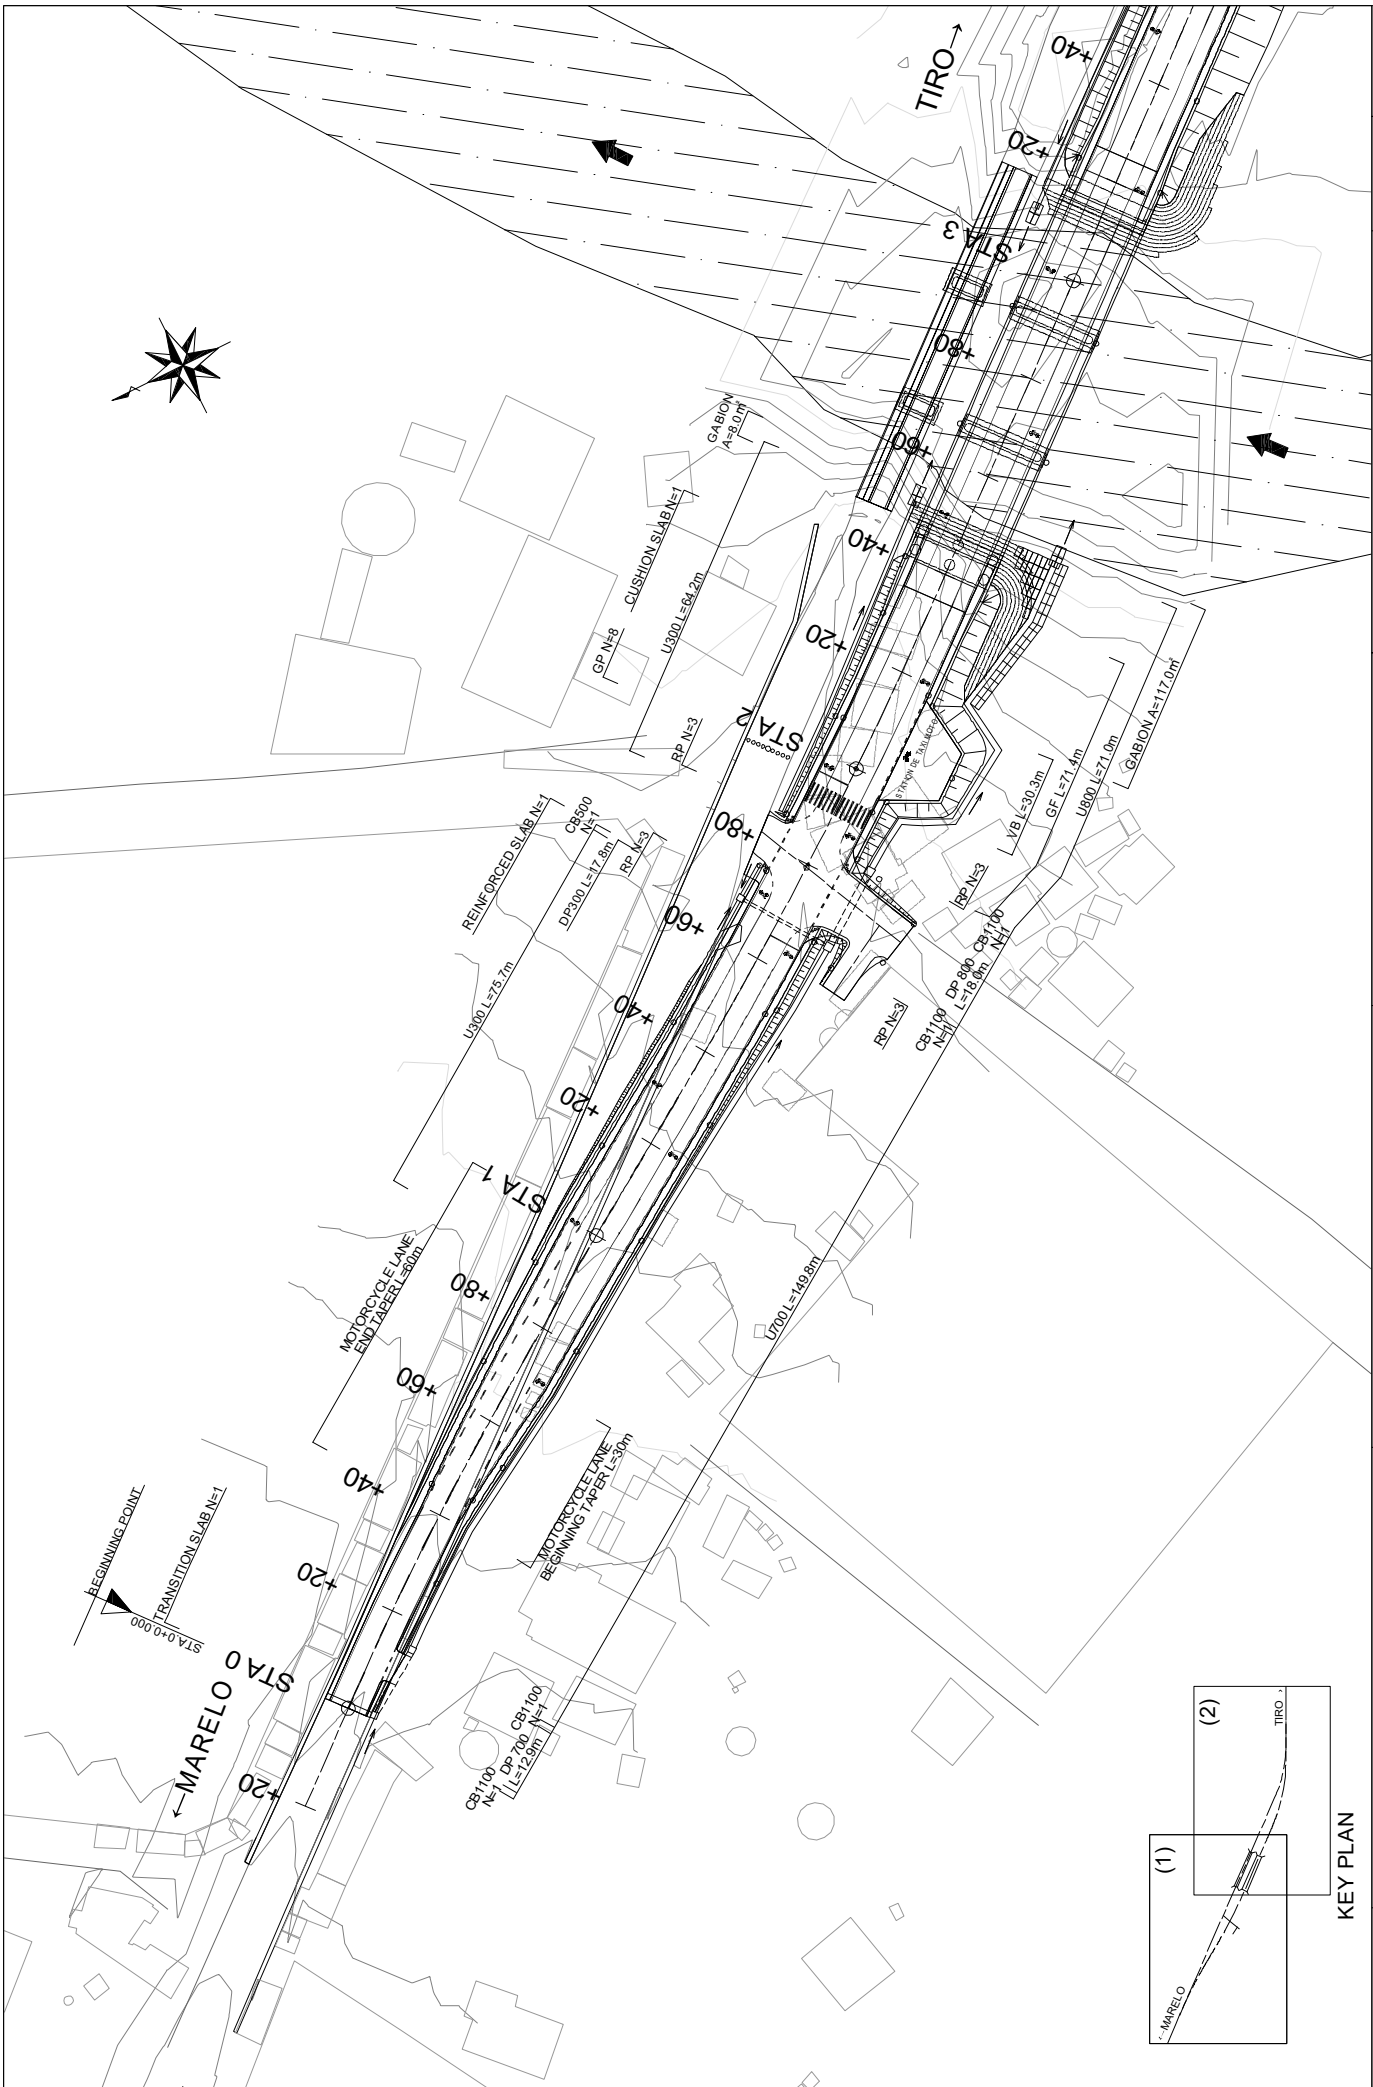 TIRO→
+40
+20
STA 3
+80
+60
+40
+20
STA 2
+80
+60
+40
+20
STA 1
+80
+60
+40
+20
STA 0
+20
←MARELO
GABION
A=8.0㎡
CUSHION SLAB N=1
U300 L=64.2m
GP N=8
RP N=3
REINFORCED SLAB N=1
CB500
N=1
DP300 L=17.8m
RP N=3
U300 L=75.7m
MOTORCYCLE LANE
END TAPER L=60m
BEGINNING POINT
STA.0+0.000
TRANSITION SLAB N=1
STATION DE TAXI MOTO
VB L=30.3m
GF L=71.4m
U800 L=71.0m
GABION A=117.0㎡
RP N=3
CB1100
N=1
DP 800
L=18.0m
CB1100
N=1
RP N=3
U700 L=149.8m
MOTORCYCLE LANE
BEGINNING TAPER L=30m
CB1100
N=1
DP 700
L=12.9m
CB1100
N=1
(1)
(2)
←MARELO
TIRO→
KEY PLAN